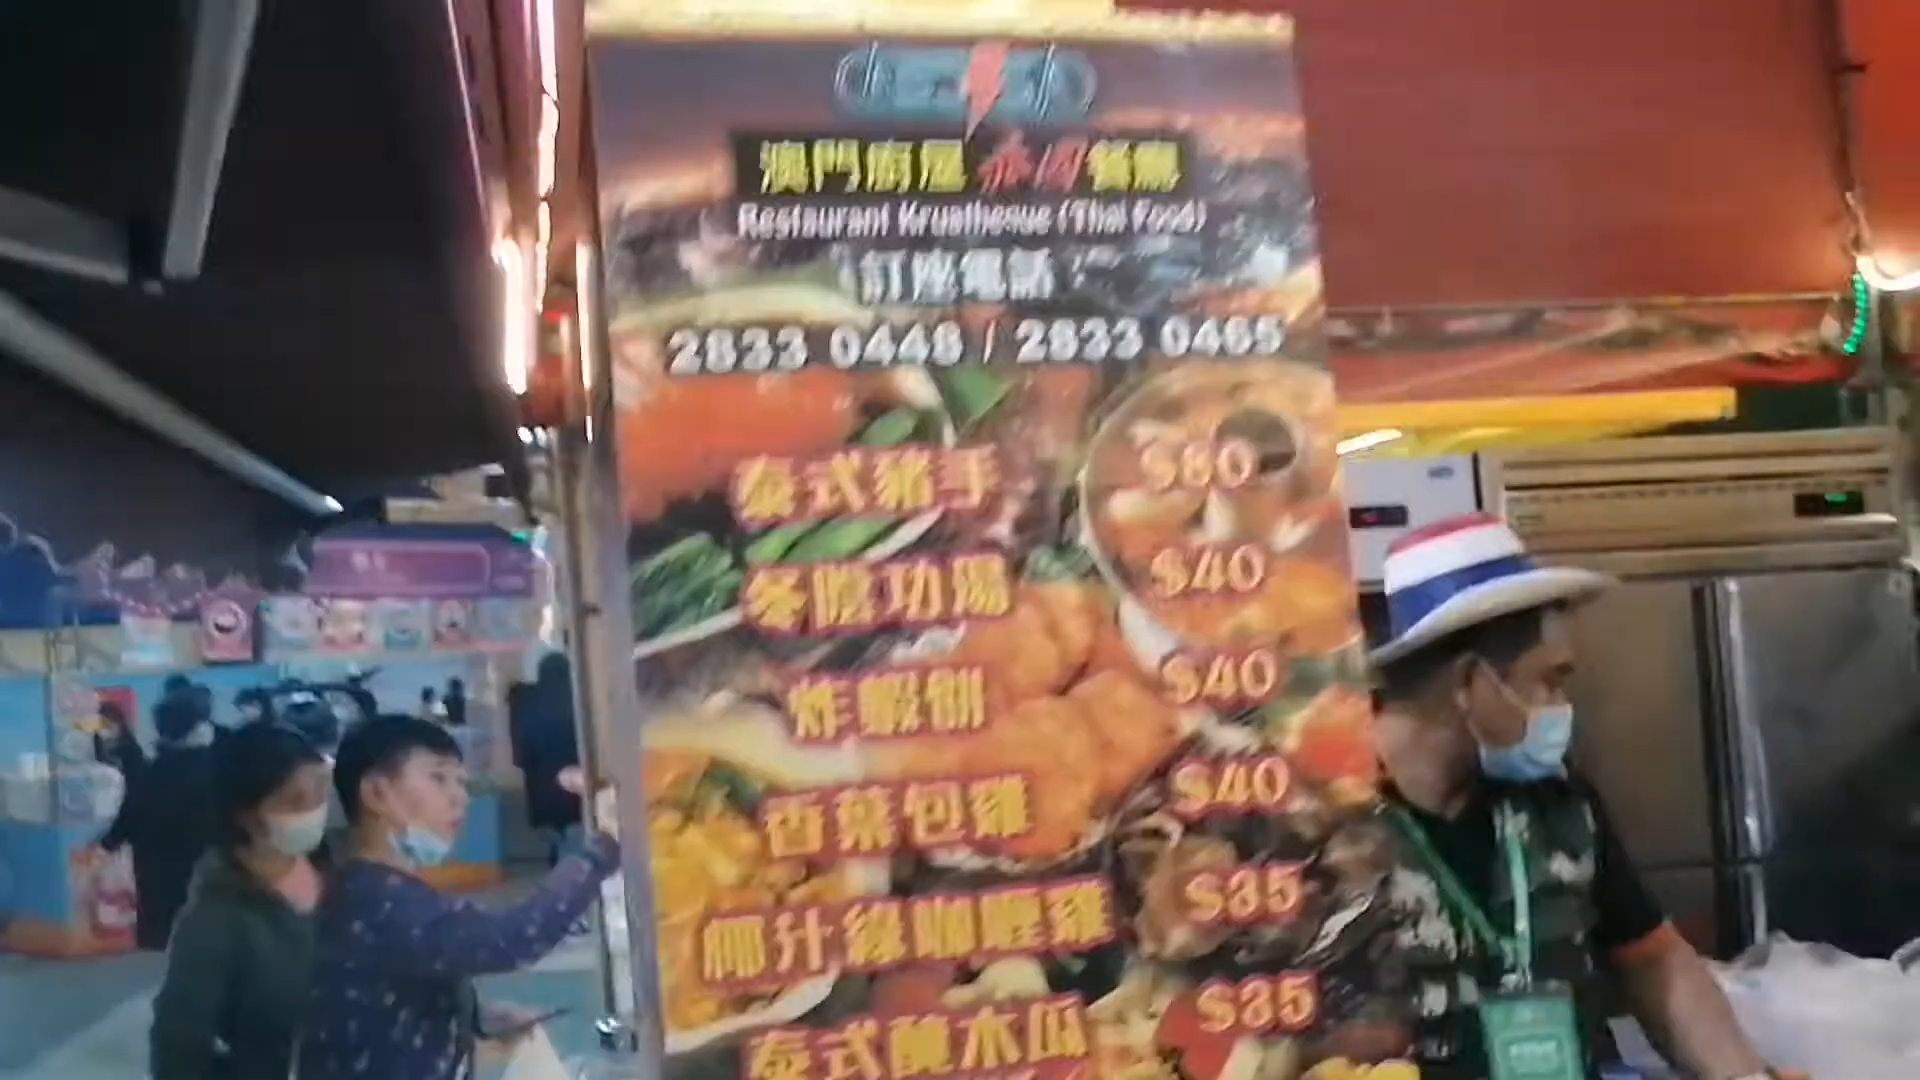 澳門廚屋 泰國餐廳
Restaurant Kruatheque (Thai Food)
訂座電話
2833 0448 / 2833 0465
泰式豬手 $80
冬陰功湯 $40
炸蝦餅 $40
香葉包雞 $40
椰汁綠咖喱雞 $35
泰式醃木瓜 $35